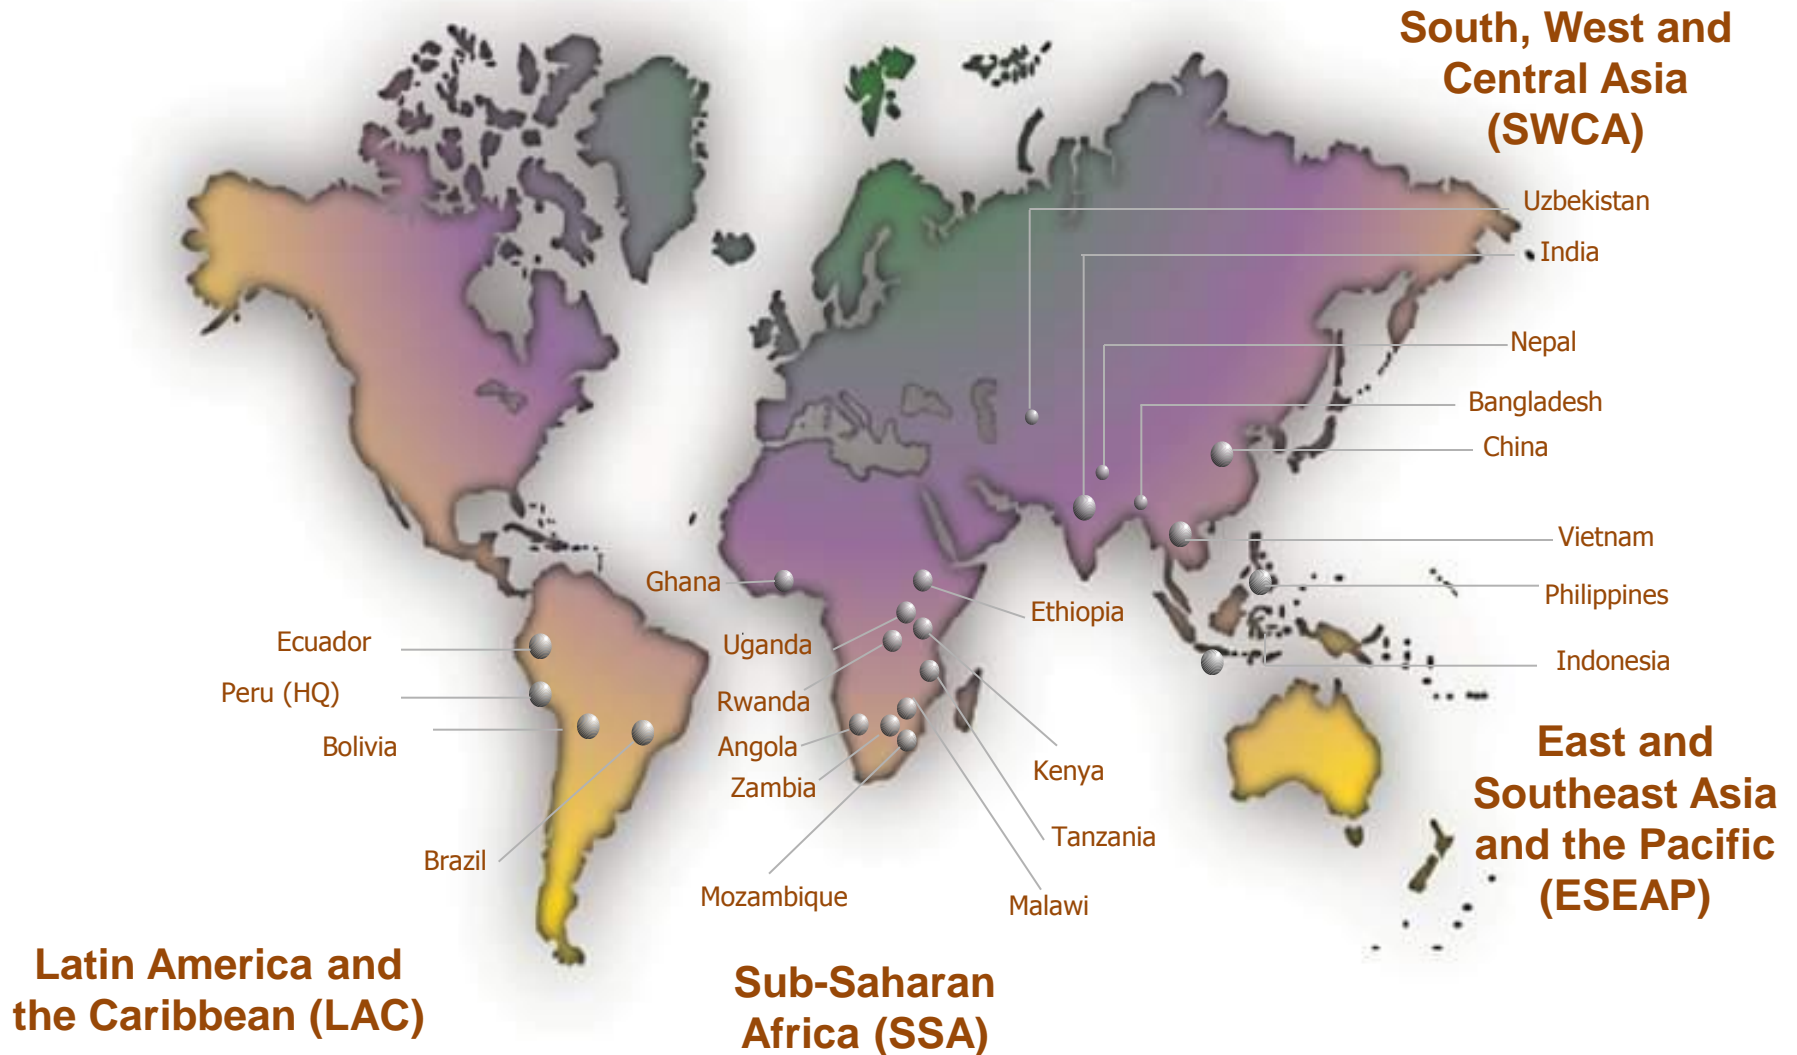 South, West and
Central Asia
(SWCA)
Uzbekistan
India
Nepal
Bangladesh
China
Vietnam
Philippines
Indonesia
East and
Southeast Asia
and the Pacific
(ESEAP)
Ghana
Ethiopia
Uganda
Rwanda
Angola
Zambia
Kenya
Tanzania
Mozambique
Malawi
Sub-Saharan
Africa (SSA)
Ecuador
Peru (HQ)
Bolivia
Brazil
Latin America and
the Caribbean (LAC)